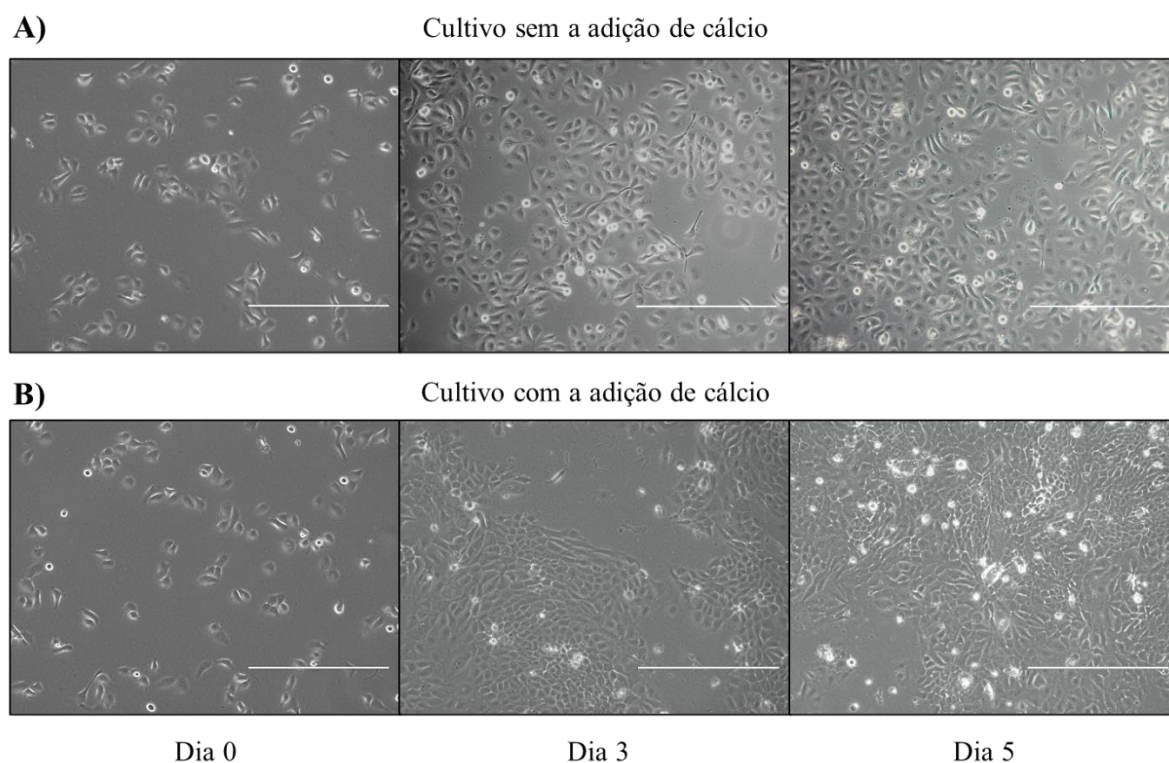 A)
Cultivo sem a adição de cálcio
B)
Cultivo com a adição de cálcio
Dia 0
Dia 3
Dia 5